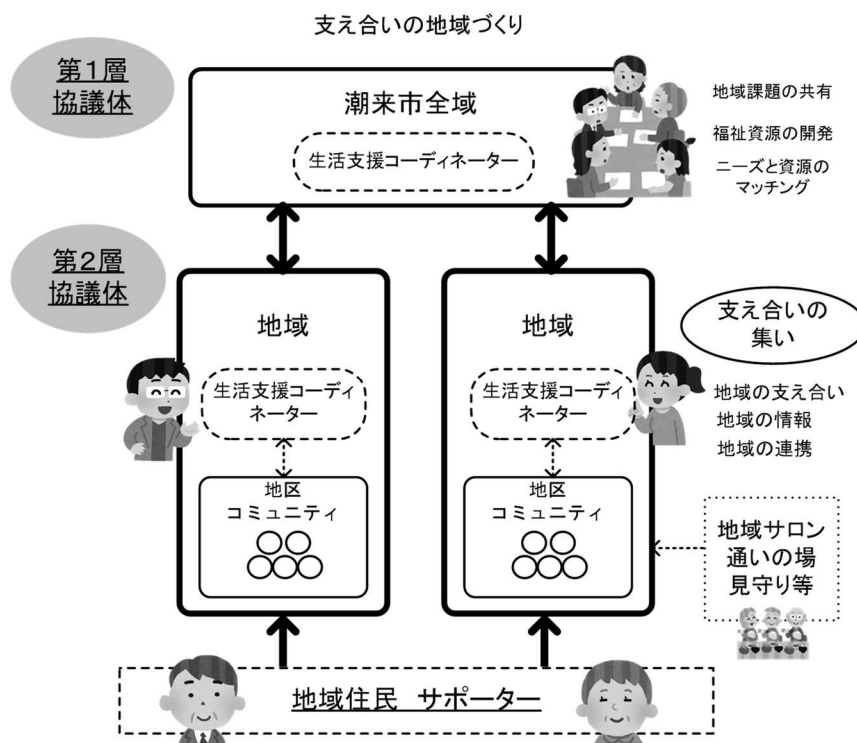 支え合いの地域づくり
第1層
協議体
潮来市全域
生活支援コーディネーター
地域課題の共有
福祉資源の開発
ニーズと資源の
マッチング
第2層
協議体
地域
生活支援コーディ
ネーター
地区
コミュニティ
地域
生活支援コーディ
ネーター
地区
コミュニティ
支え合いの
集い
地域の支え合い
地域の情報
地域の連携
地域サロン
通いの場
見守り等
地域住民 サポーター